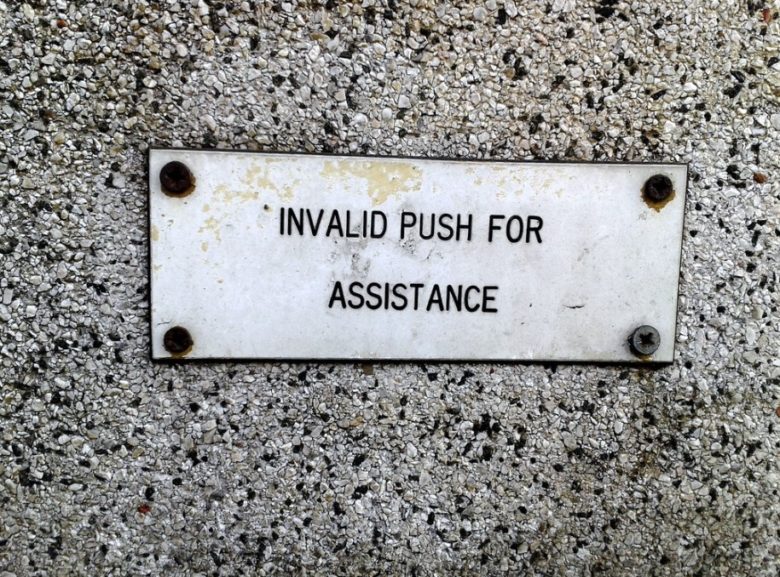 INVALID PUSH FOR
ASSISTANCE